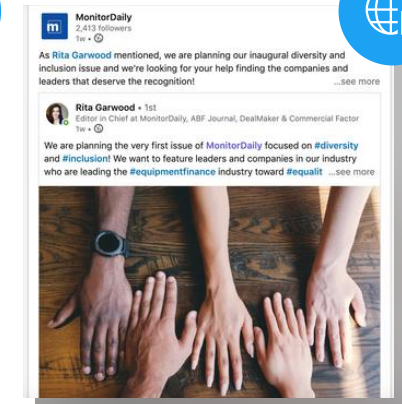 m
MonitorDaily
2,413 followers
1w •
As Rita Garwood mentioned, we are planning our inaugural diversity and
inclusion issue and we're looking for your help finding the companies and
leaders that deserve the recognition! ...see more
Rita Garwood • 1st
Editor in Chief at MonitorDaily, ABF Journal, DealMaker & Commercial Factor
1w •
We are planning the very first issue of MonitorDaily focused on #diversity
and #inclusion! We want to feature leaders and companies in our industry
who are leading the #equipmentfinance industry toward #equalit ...see more